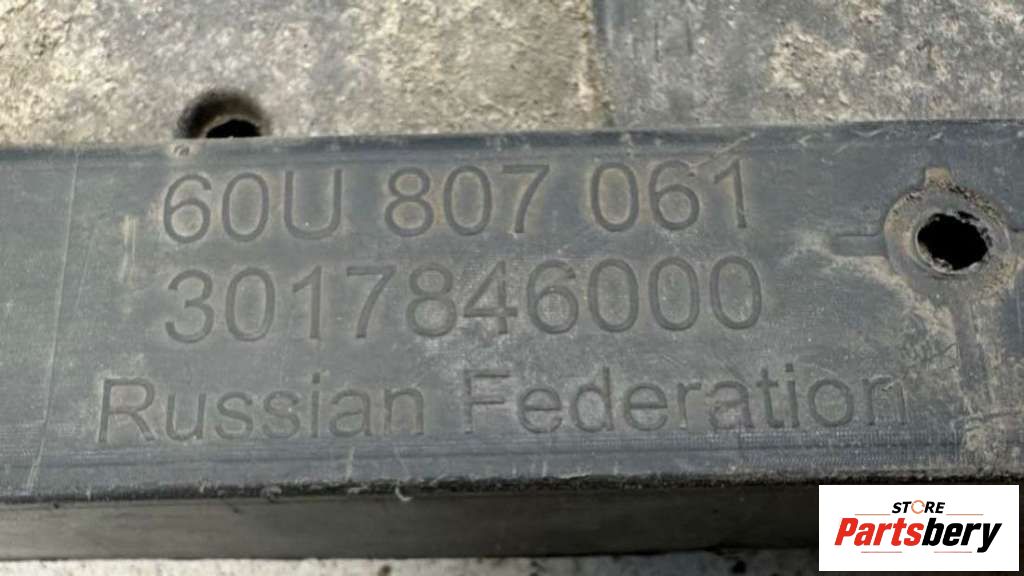 60U 807 061
3017846000
Russian Federation
STORE
Partsbery